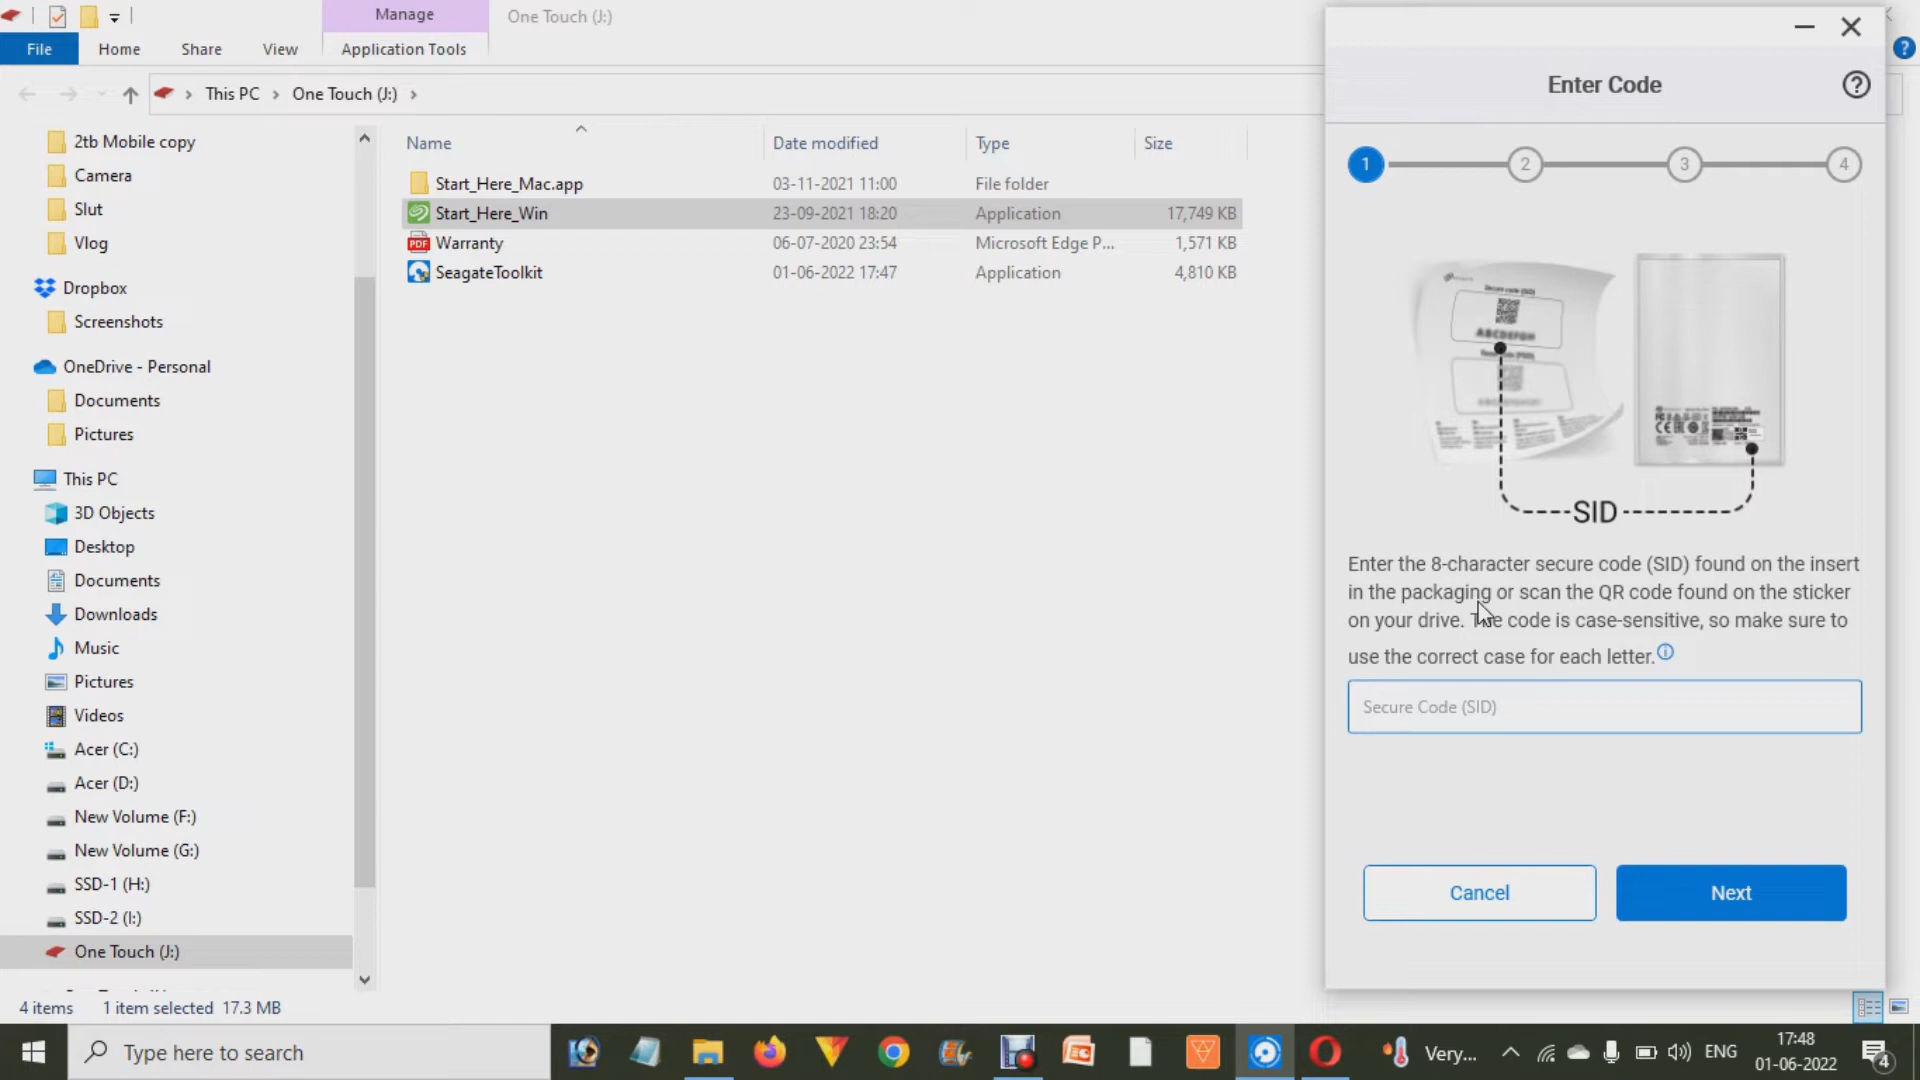 Manage
One Touch (J:)
File
Home
Share
View
Application Tools
This PC
One Touch (J:)
2tb Mobile copy
Camera
Slut
Vlog
Dropbox
Screenshots
OneDrive - Personal
Documents
Pictures
This PC
3D Objects
Desktop
Documents
Downloads
Music
Pictures
Videos
Acer (C:)
Acer (D:)
New Volume (F:)
New Volume (G:)
SSD-1 (H:)
SSD-2 (I:)
One Touch (J:)
Name Date modified Type Size
Start_Here_Mac.app 03-11-2021 11:00 File folder
Start_Here_Win 23-09-2021 18:20 Application 17,749 KB
PDF Warranty 06-07-2020 23:54 Microsoft Edge P... 1,571 KB
SeagateToolkit 01-06-2022 17:47 Application 4,810 KB
Enter Code
1 2 3 4
Secure code (SID)
ABCDEFGH
SID
Enter the 8-character secure code (SID) found on the insert
in the packaging or scan the QR code found on the sticker
on your drive. The code is case-sensitive, so make sure to
use the correct case for each letter.
Secure Code (SID)
Cancel
Next
4 items 1 item selected 17.3 MB
Type here to search
Very...
ENG
17:48
01-06-2022
4